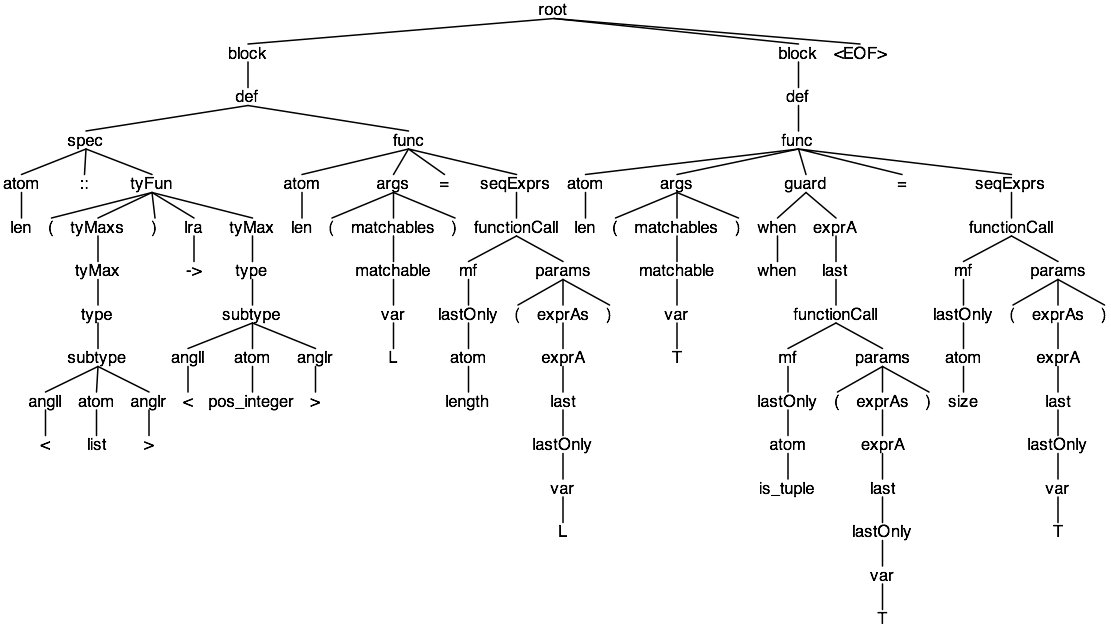 root
block block <EOF>
def def
spec func func
atom :: tyFun atom args = seqExprs atom args guard = seqExprs
len ( tyMaxs ) lra tyMax len ( matchables ) functionCall len ( matchables ) when exprA functionCall
tyMax -> type matchable mf params matchable when last mf params
type subtype var lastOnly ( exprAs ) var functionCall lastOnly ( exprAs )
subtype angll atom anglr L atom exprA T mf params atom exprA
angll atom anglr < pos_integer > length last lastOnly ( exprAs ) size last
< list > lastOnly atom exprA lastOnly
var is_tuple last var
L lastOnly T
var
T